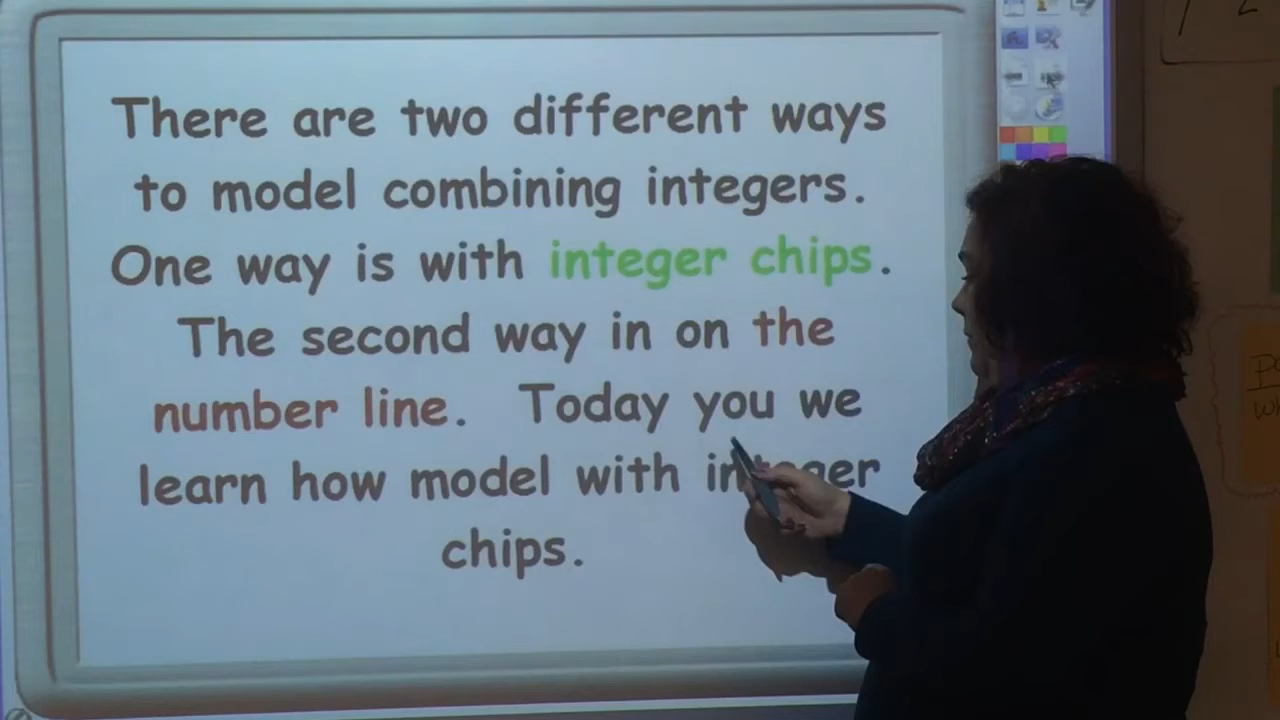 There are two different ways
to model combining integers.
One way is with integer chips.
The second way in on the
number line. Today you we
learn how model with integer
chips.